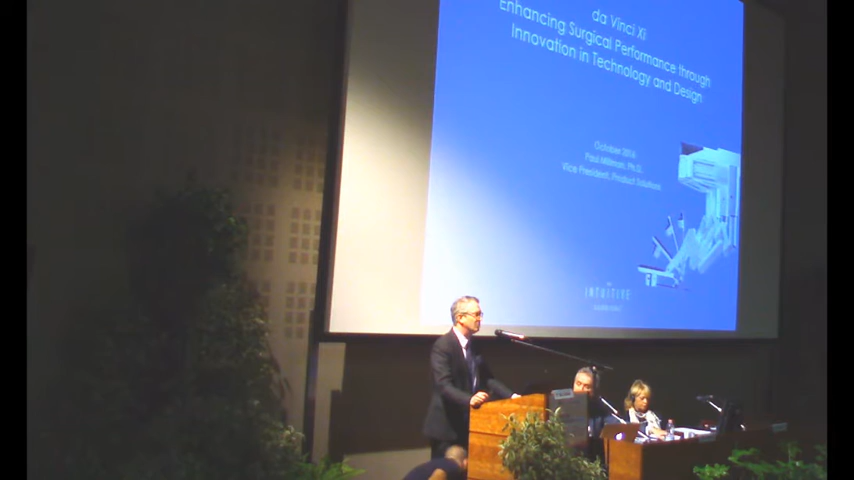 da Vinci Xi
Enhancing Surgical Performance through
Innovation in Technology and Design
October 2016
Paul Millman, Ph.D.
Vice President, Product Solutions
INTUITIVE